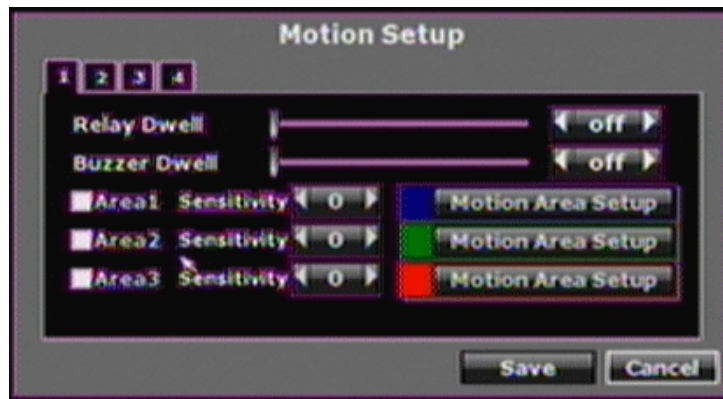 Motion Setup
1 2 3 4
Relay Dwell off
Buzzer Dwell off
Area1 Sensitivity 0 Motion Area Setup
Area2 Sensitivity 0 Motion Area Setup
Area3 Sensitivity 0 Motion Area Setup
Save Cancel